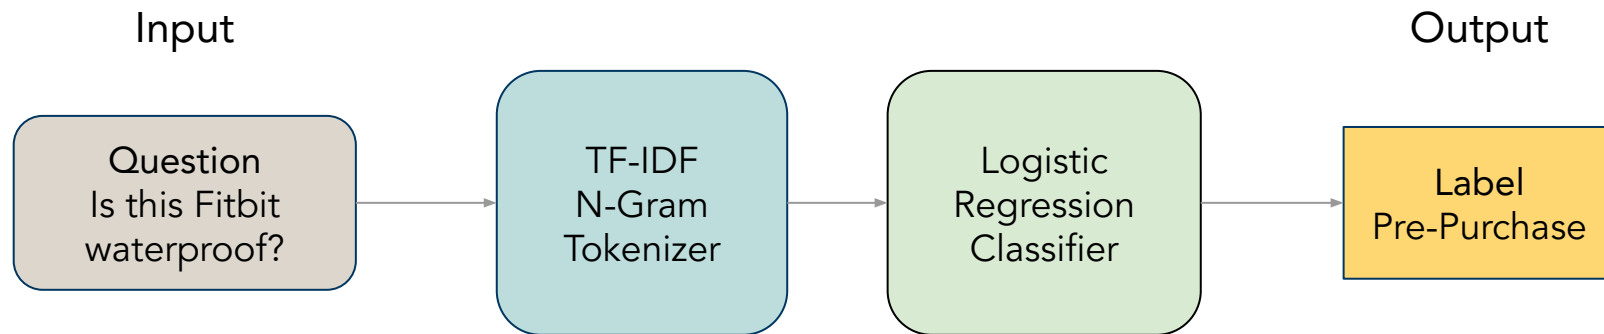 Input
Output
Question
Is this Fitbit
waterproof?
TF-IDF
N-Gram
Tokenizer
Logistic
Regression
Classifier
Label
Pre-Purchase